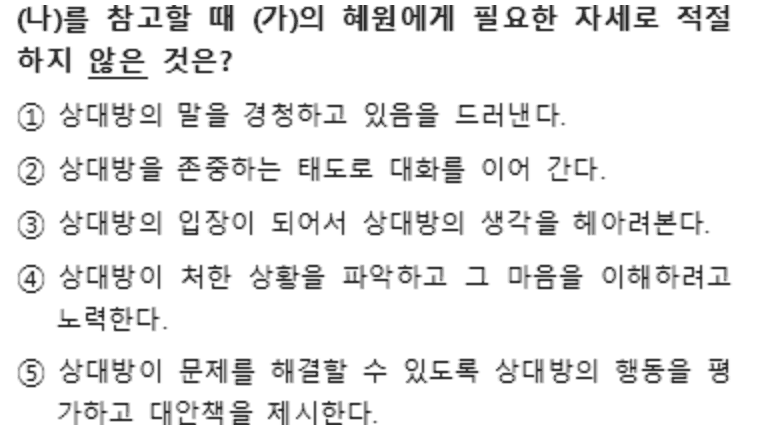 (나)를 참고할 때 (가)의 혜원에게 필요한 자세로 적절
하지 않은 것은?
① 상대방의 말을 경청하고 있음을 드러낸다.
② 상대방을 존중하는 태도로 대화를 이어 간다.
③ 상대방의 입장이 되어서 상대방의 생각을 헤아려본다.
④ 상대방이 처한 상황을 파악하고 그 마음을 이해하려고
노력한다.
⑤ 상대방이 문제를 해결할 수 있도록 상대방의 행동을 평
가하고 대안책을 제시한다.